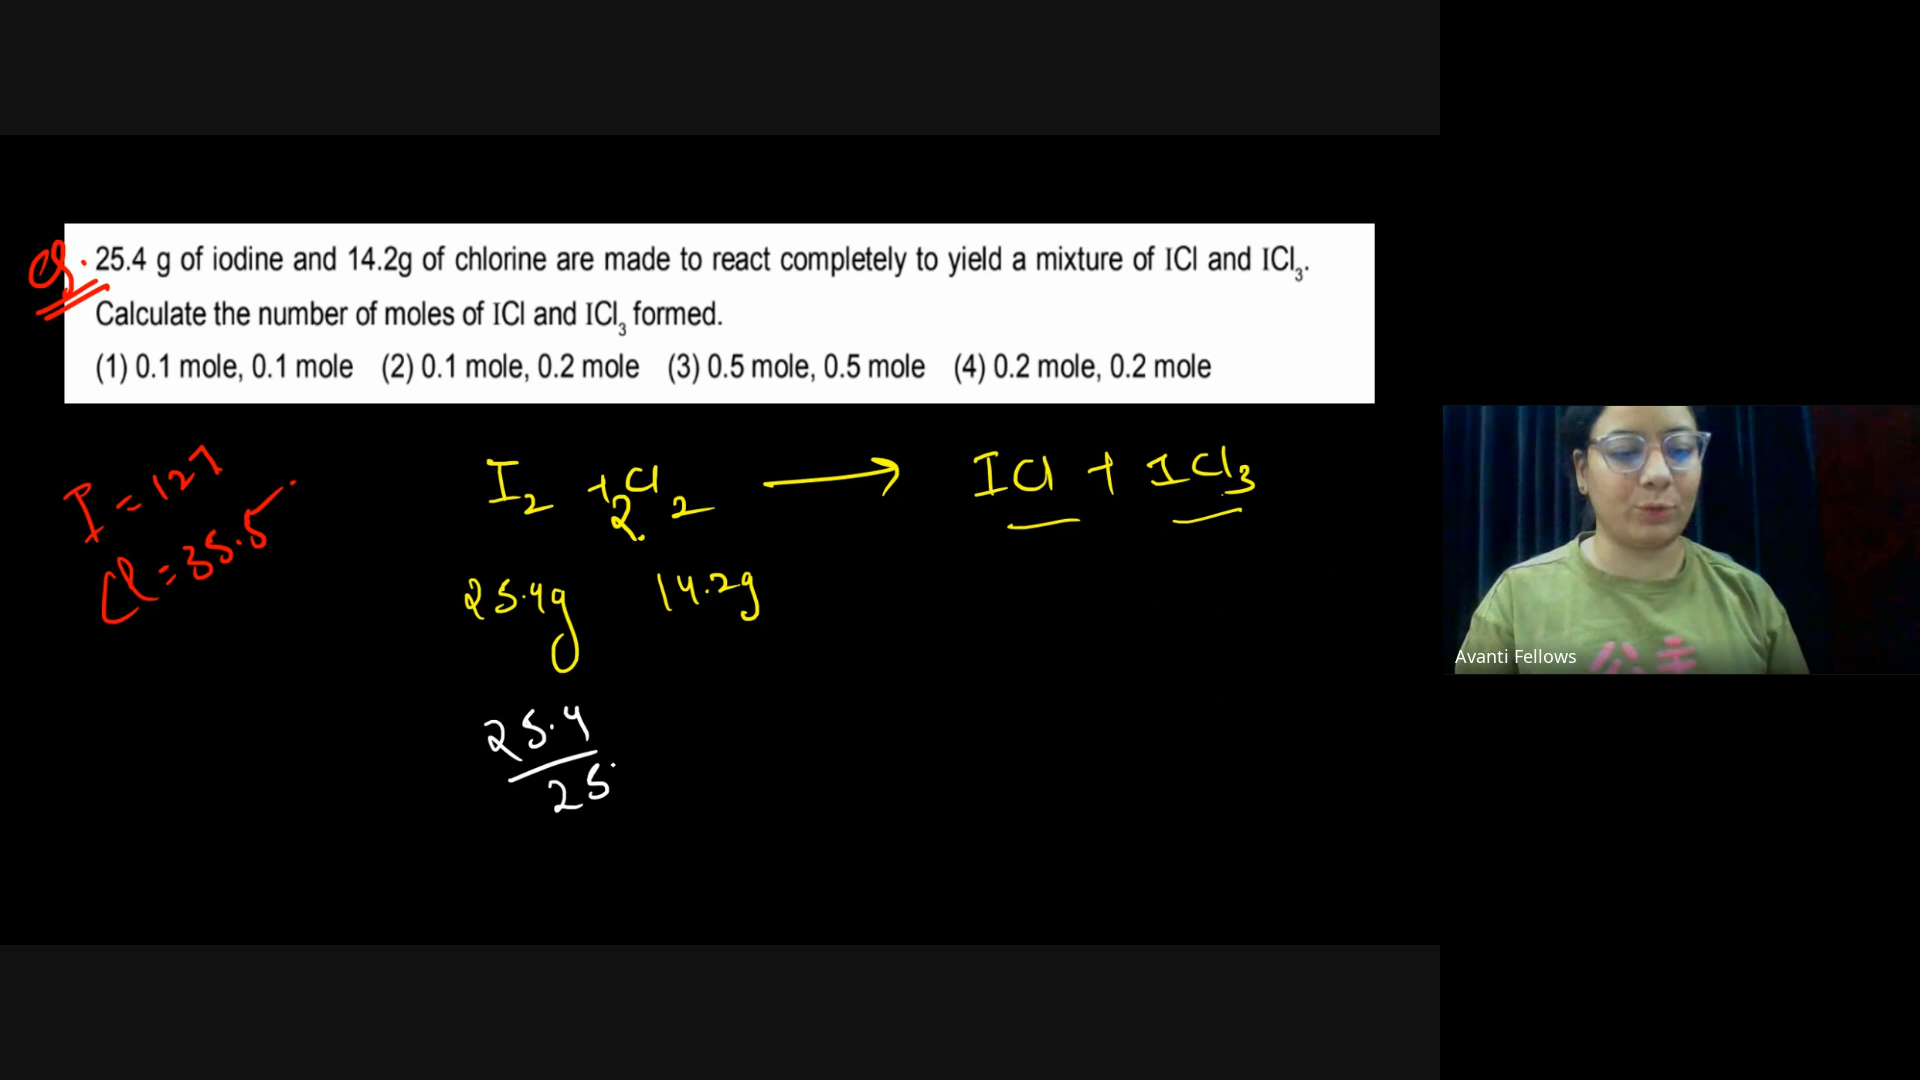 Q. 25.4 g of iodine and 14.2g of chlorine are made to react completely to yield a mixture of ICl and ICl₃.
Calculate the number of moles of ICl and ICl₃ formed.
(1) 0.1 mole, 0.1 mole (2) 0.1 mole, 0.2 mole (3) 0.5 mole, 0.5 mole (4) 0.2 mole, 0.2 mole
I = 127
Cl = 35.5
I₂ + 2Cl₂ → ICl + ICl₃
25.4g 14.2g
25.4
25
Avanti Fellows
公主